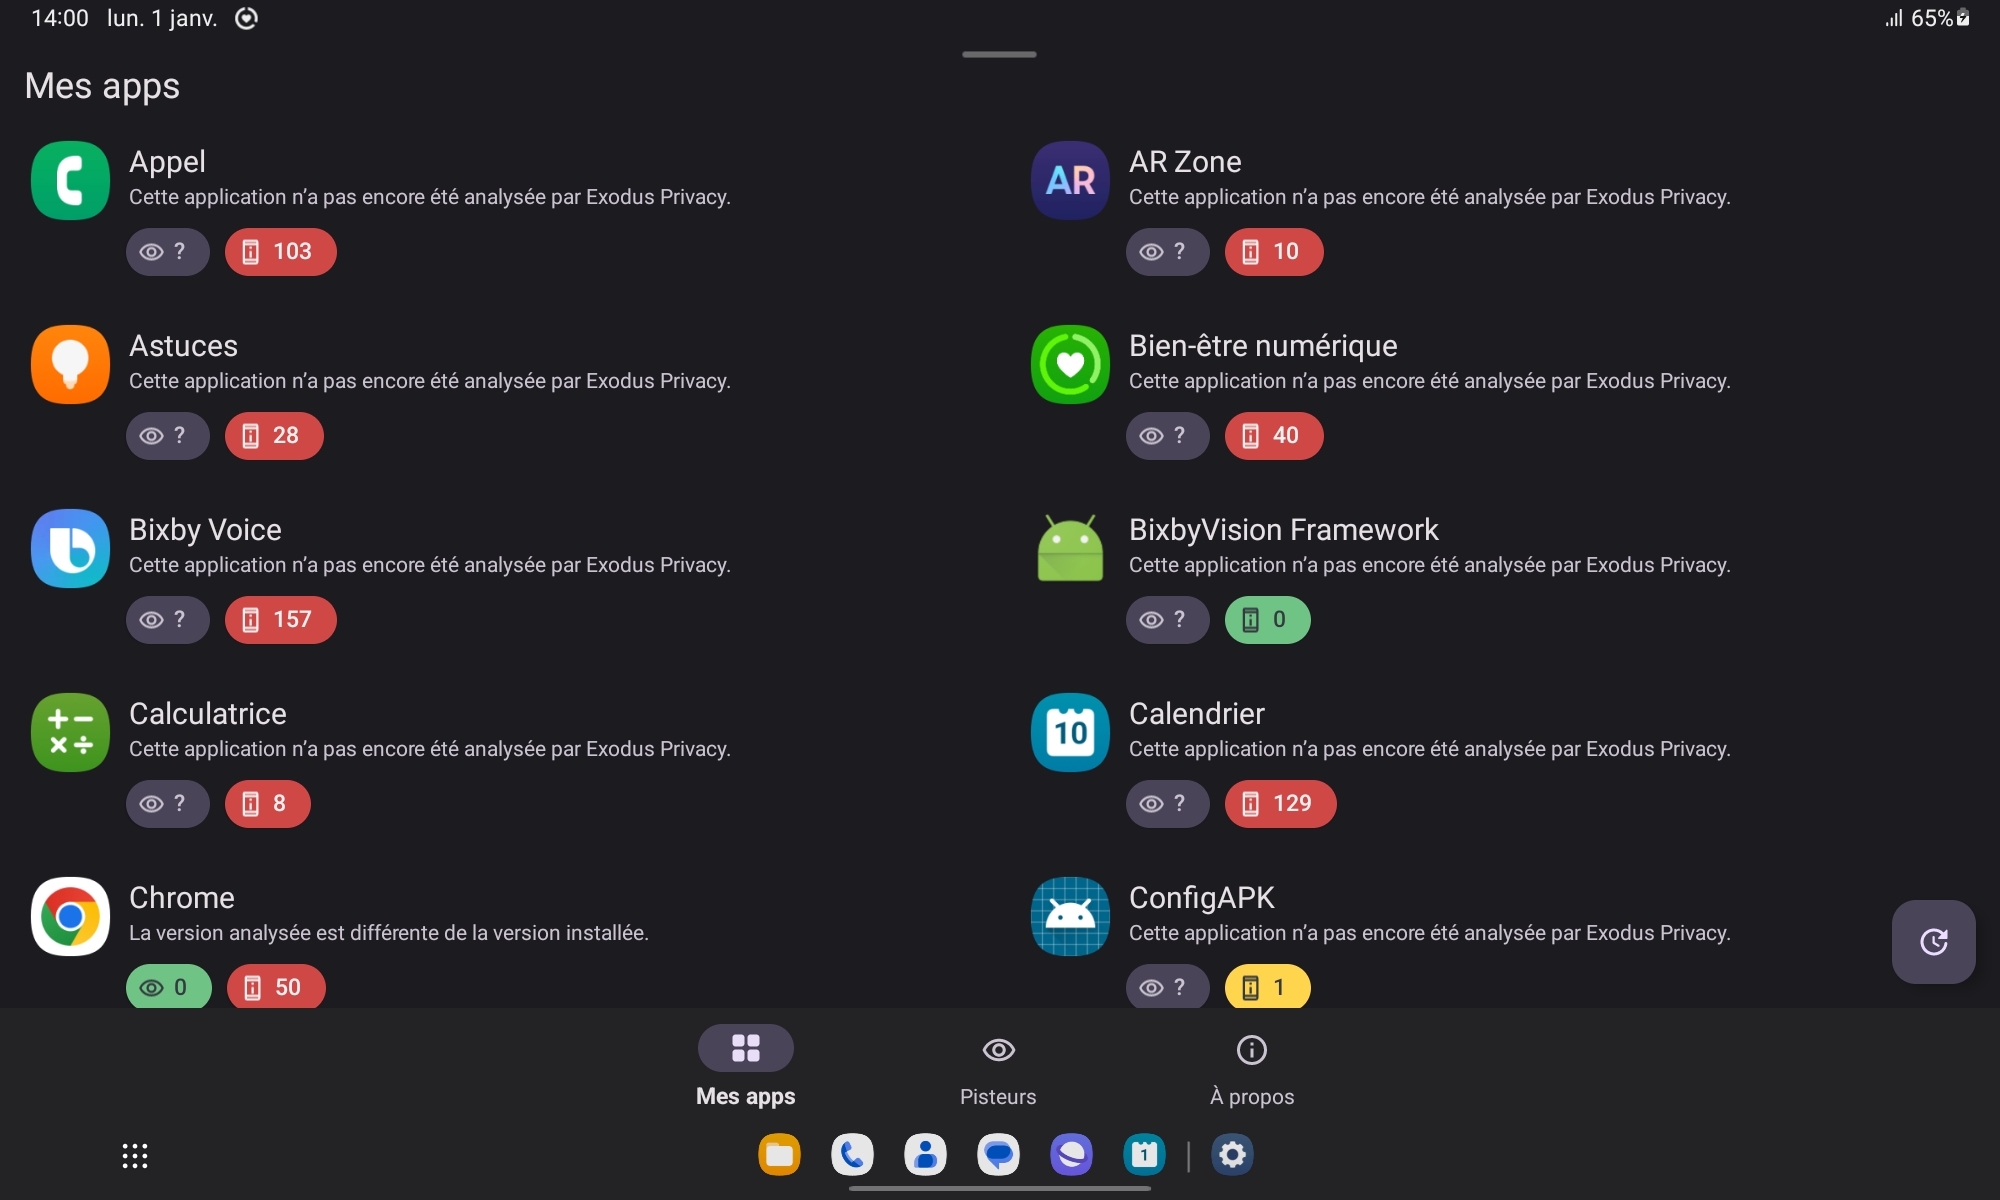 14:00 lun. 1 janv.
65%
Mes apps
Appel
Cette application n’a pas encore été analysée par Exodus Privacy.
? 103
AR
AR Zone
Cette application n’a pas encore été analysée par Exodus Privacy.
? 10
Astuces
Cette application n’a pas encore été analysée par Exodus Privacy.
? 28
Bien-être numérique
Cette application n’a pas encore été analysée par Exodus Privacy.
? 40
Bixby Voice
Cette application n’a pas encore été analysée par Exodus Privacy.
? 157
BixbyVision Framework
Cette application n’a pas encore été analysée par Exodus Privacy.
? 0
Calculatrice
Cette application n’a pas encore été analysée par Exodus Privacy.
? 8
10
Calendrier
Cette application n’a pas encore été analysée par Exodus Privacy.
? 129
Chrome
La version analysée est différente de la version installée.
0 50
ConfigAPK
Cette application n’a pas encore été analysée par Exodus Privacy.
? 1
Mes apps
Pisteurs
À propos
1